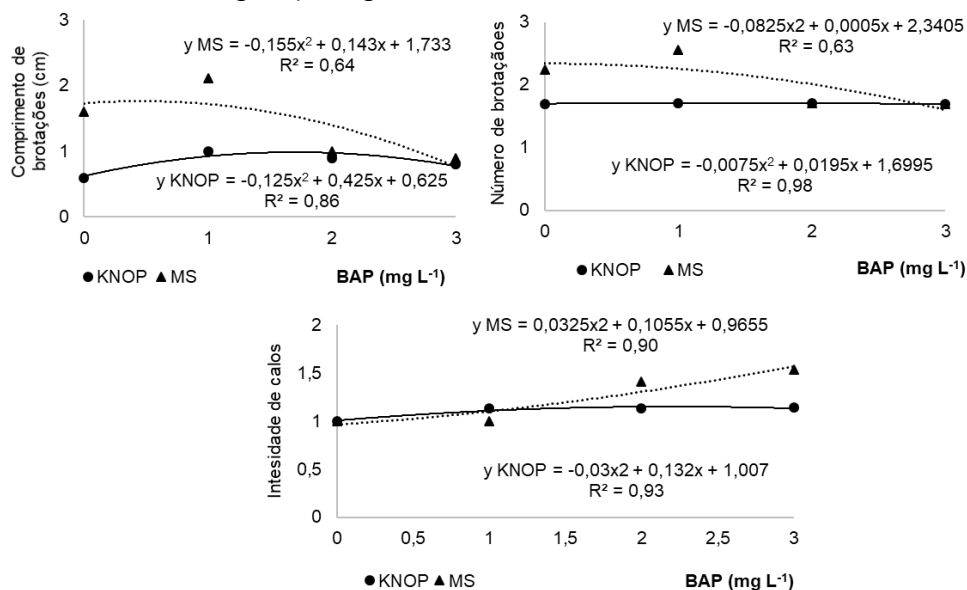 3
2
1
0
Comprimento de
brotações (cm)
y MS = -0,155x² + 0,143x + 1,733
R² = 0,64
y KNOP = -0,125x² + 0,425x + 0,625
R² = 0,86
0 1 2 3
●KNOP ▲MS BAP (mg L⁻¹)
3
2
1
0
Número de brotaçãoes
y MS = -0,0825x2 + 0,0005x + 2,3405
R² = 0,63
y KNOP = -0,0075x² + 0,0195x + 1,6995
R² = 0,98
0 1 2 3
●KNOP ▲MS BAP (mg L⁻¹)
2
1,5
1
0,5
0
Intesidade de calos
y MS = 0,0325x2 + 0,1055x + 0,9655
R² = 0,90
y KNOP = -0,03x2 + 0,132x + 1,007
R² = 0,93
0 0,5 1 1,5 2 2,5 3
●KNOP ▲MS BAP (mg L⁻¹)